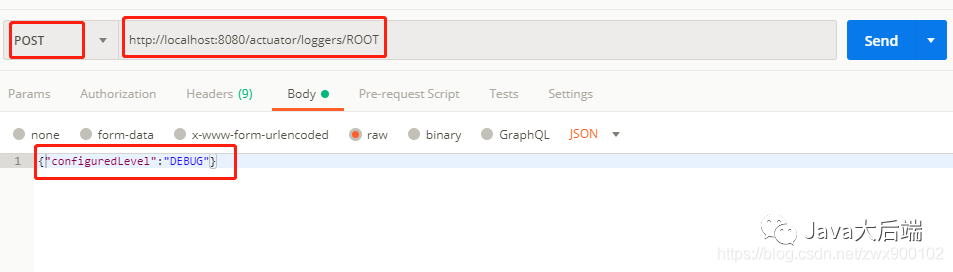 POST http://localhost:8080/actuator/loggers/ROOT Send
Params Authorization Headers (9) Body Pre-request Script Tests Settings
none form-data x-www-form-urlencoded raw binary GraphQL JSON
1 {"configuredLevel":"DEBUG"}
Java大后端
https://blog.csdn.net/zwx900102